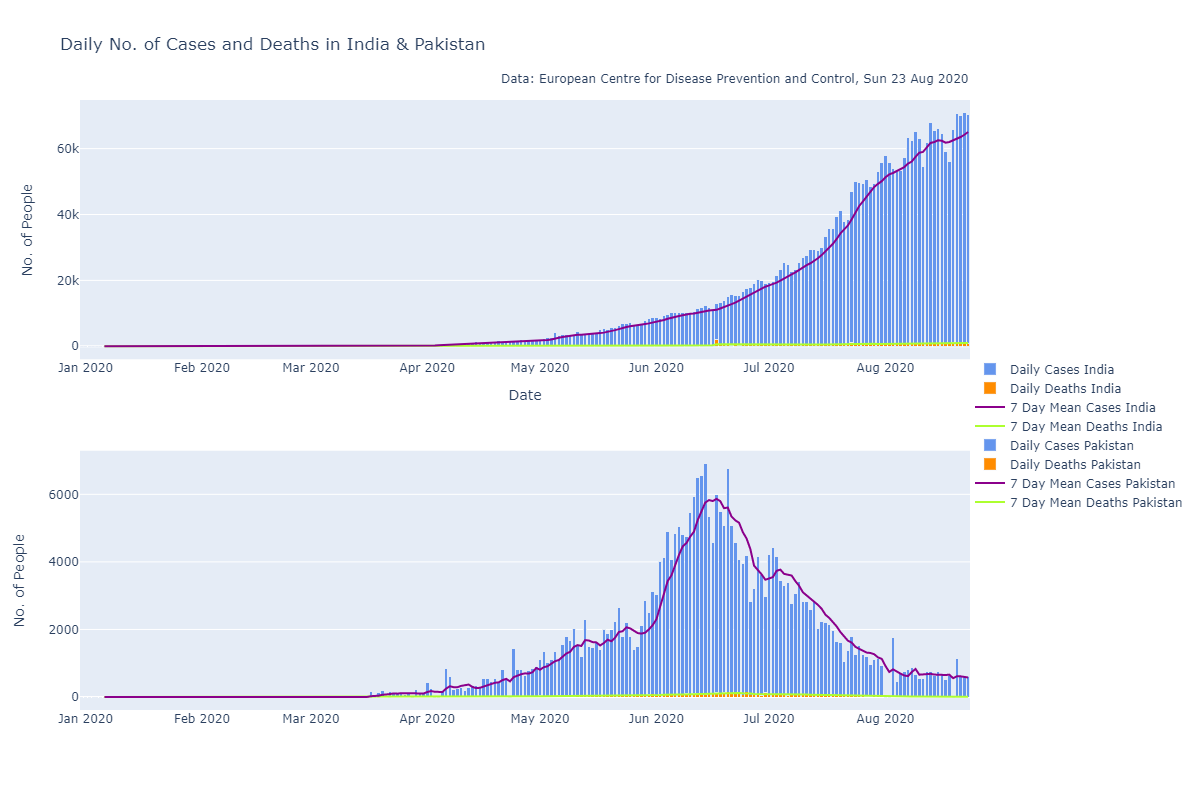 Daily No. of Cases and Deaths in India & Pakistan
Data: European Centre for Disease Prevention and Control, Sun 23 Aug 2020
No. of People
60k
40k
20k
0
Jan 2020 Feb 2020 Mar 2020 Apr 2020 May 2020 Jun 2020 Jul 2020 Aug 2020
Date
Daily Cases India
Daily Deaths India
7 Day Mean Cases India
7 Day Mean Deaths India
Daily Cases Pakistan
Daily Deaths Pakistan
7 Day Mean Cases Pakistan
7 Day Mean Deaths Pakistan
No. of People
6000
4000
2000
0
Jan 2020 Feb 2020 Mar 2020 Apr 2020 May 2020 Jun 2020 Jul 2020 Aug 2020